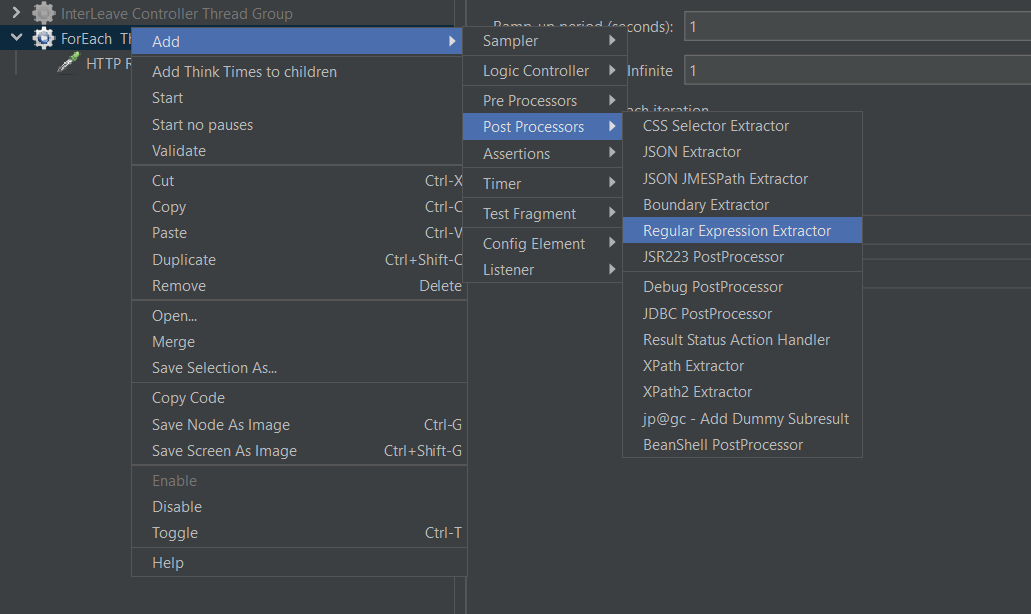 InterLeave Controller Thread Group
ForEach Th
HTTP R
Add
Add Think Times to children
Start
Start no pauses
Validate
Cut Ctrl-X
Copy Ctrl-C
Paste Ctrl-V
Duplicate Ctrl+Shift-C
Remove Delete
Open...
Merge
Save Selection As...
Copy Code
Save Node As Image Ctrl-G
Save Screen As Image Ctrl+Shift-G
Enable
Disable
Toggle Ctrl-T
Help
Sampler
Logic Controller
Pre Processors
Post Processors
Assertions
Timer
Test Fragment
Config Element
Listener
Ramp-up period (seconds): 1
Infinite 1
ach iteration
CSS Selector Extractor
JSON Extractor
JSON JMESPath Extractor
Boundary Extractor
Regular Expression Extractor
JSR223 PostProcessor
Debug PostProcessor
JDBC PostProcessor
Result Status Action Handler
XPath Extractor
XPath2 Extractor
jp@gc - Add Dummy Subresult
BeanShell PostProcessor